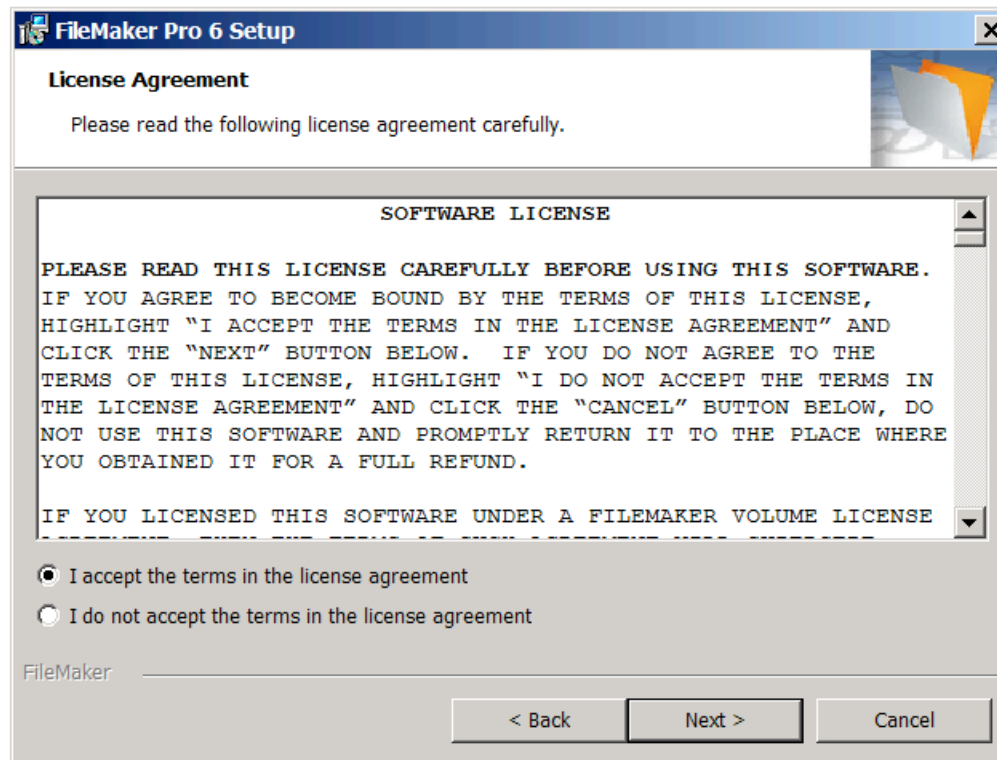 FileMaker Pro 6 Setup
License Agreement
Please read the following license agreement carefully.
SOFTWARE LICENSE
PLEASE READ THIS LICENSE CAREFULLY BEFORE USING THIS SOFTWARE.
IF YOU AGREE TO BECOME BOUND BY THE TERMS OF THIS LICENSE,
HIGHLIGHT “I ACCEPT THE TERMS IN THE LICENSE AGREEMENT” AND
CLICK THE “NEXT” BUTTON BELOW.  IF YOU DO NOT AGREE TO THE
TERMS OF THIS LICENSE, HIGHLIGHT “I DO NOT ACCEPT THE TERMS IN
THE LICENSE AGREEMENT” AND CLICK THE “CANCEL” BUTTON BELOW, DO
NOT USE THIS SOFTWARE AND PROMPTLY RETURN IT TO THE PLACE WHERE
YOU OBTAINED IT FOR A FULL REFUND.
IF YOU LICENSED THIS SOFTWARE UNDER A FILEMAKER VOLUME LICENSE
I accept the terms in the license agreement
I do not accept the terms in the license agreement
FileMaker
< Back
Next >
Cancel